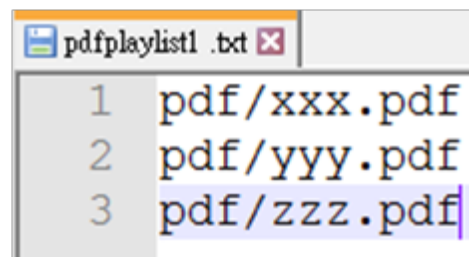 pdfplaylist1 .txt
1 pdf/xxx.pdf
2 pdf/yyy.pdf
3 pdf/zzz.pdf